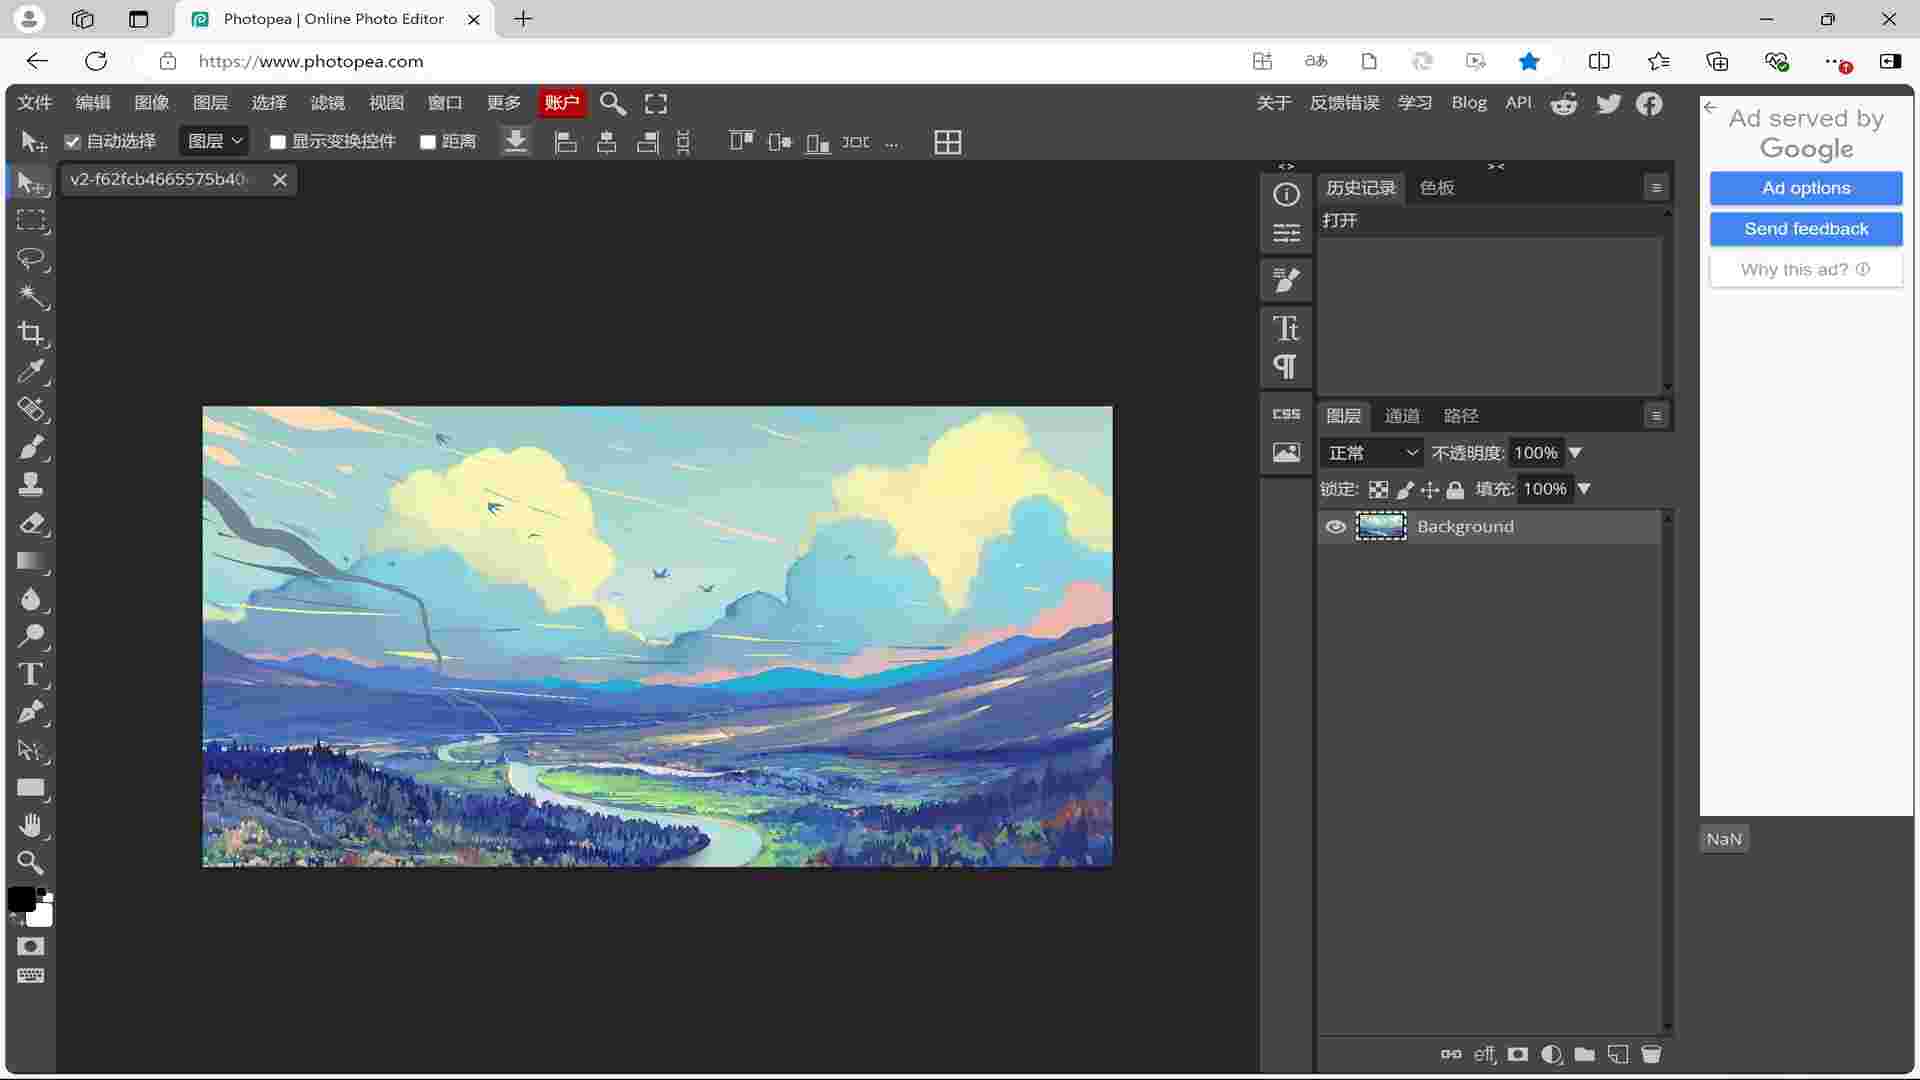 Photopea | Online Photo Editor
https://www.photopea.com
文件 编辑 图像 图层 选择 滤镜 视图 窗口 更多 账户
关于 反馈错误 学习 Blog API
自动选择 图层 显示变换控件 距离 ...
v2-f62fcb4665575b40
<> ><
历史记录 色板
打开
CSS
图层 通道 路径
正常 不透明度: 100%
锁定: 填充: 100%
Background
eff
Ad served by
Google
Ad options
Send feedback
Why this ad?
NaN